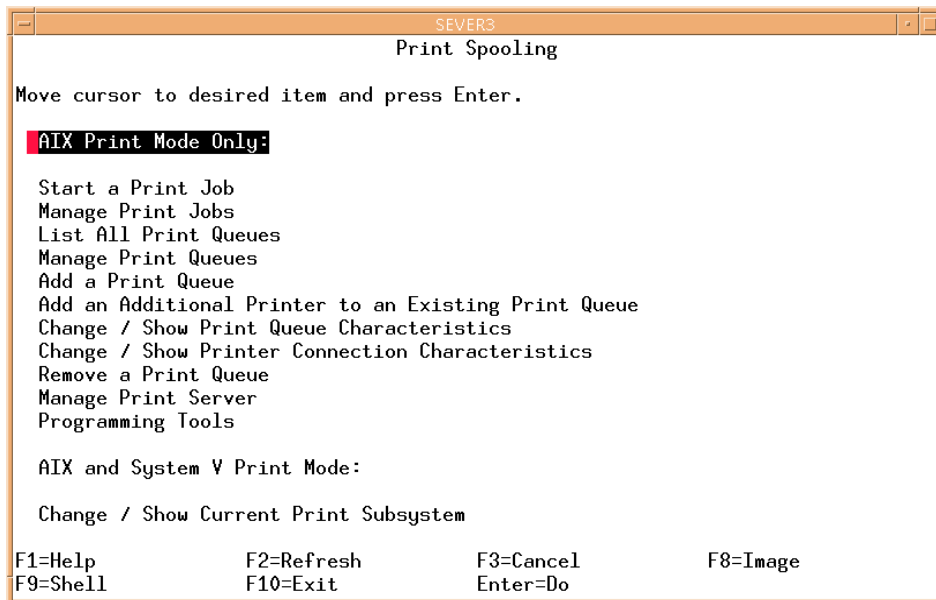 SEVER3
Print Spooling
Move cursor to desired item and press Enter.
AIX Print Mode Only:
Start a Print Job
Manage Print Jobs
List All Print Queues
Manage Print Queues
Add a Print Queue
Add an Additional Printer to an Existing Print Queue
Change / Show Print Queue Characteristics
Change / Show Printer Connection Characteristics
Remove a Print Queue
Manage Print Server
Programming Tools
AIX and System V Print Mode:
Change / Show Current Print Subsystem
F1=Help F2=Refresh F3=Cancel F8=Image
F9=Shell F10=Exit Enter=Do